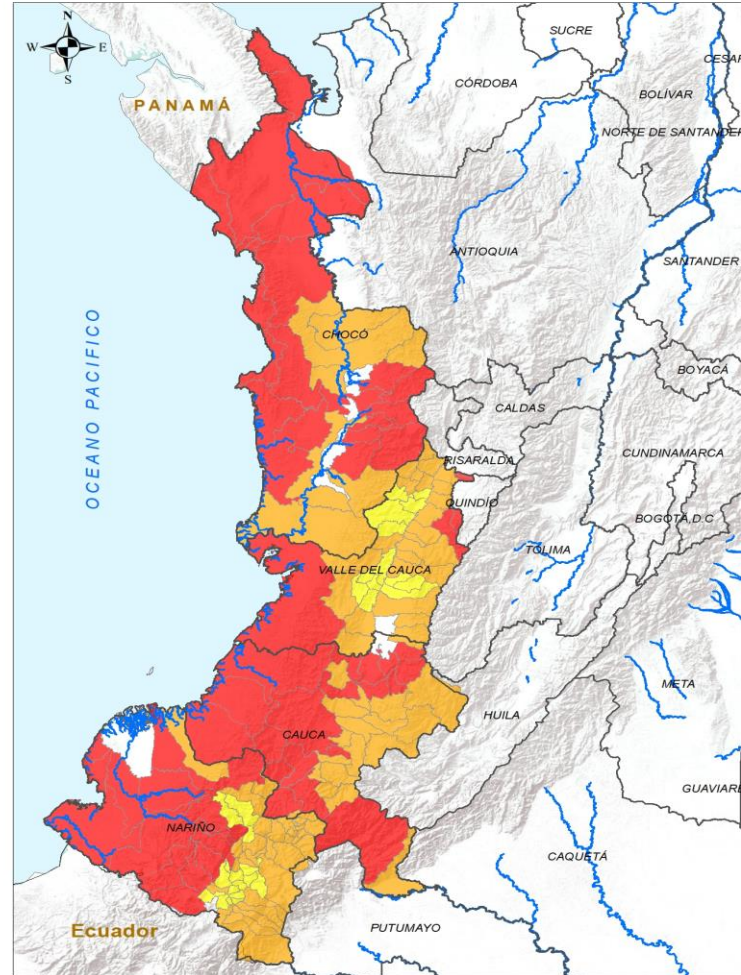 N
W E
S
SUCRE
CESAR
CÓRDOBA
BOLÍVAR
PANAMÁ
NORTE DE SANTANDER
ANTIOQUIA
SANTANDER
OCEANO PACIFICO
CHOCÓ
BOYACÁ
CALDAS
CUNDINAMARCA
RISARALDA
QUINDÍO
BOGOTÁ,D.C
TOLIMA
VALLE DEL CAUCA
META
HUILA
CAUCA
GUAVIARE
NARIÑO
CAQUETÁ
PUTUMAYO
Ecuador